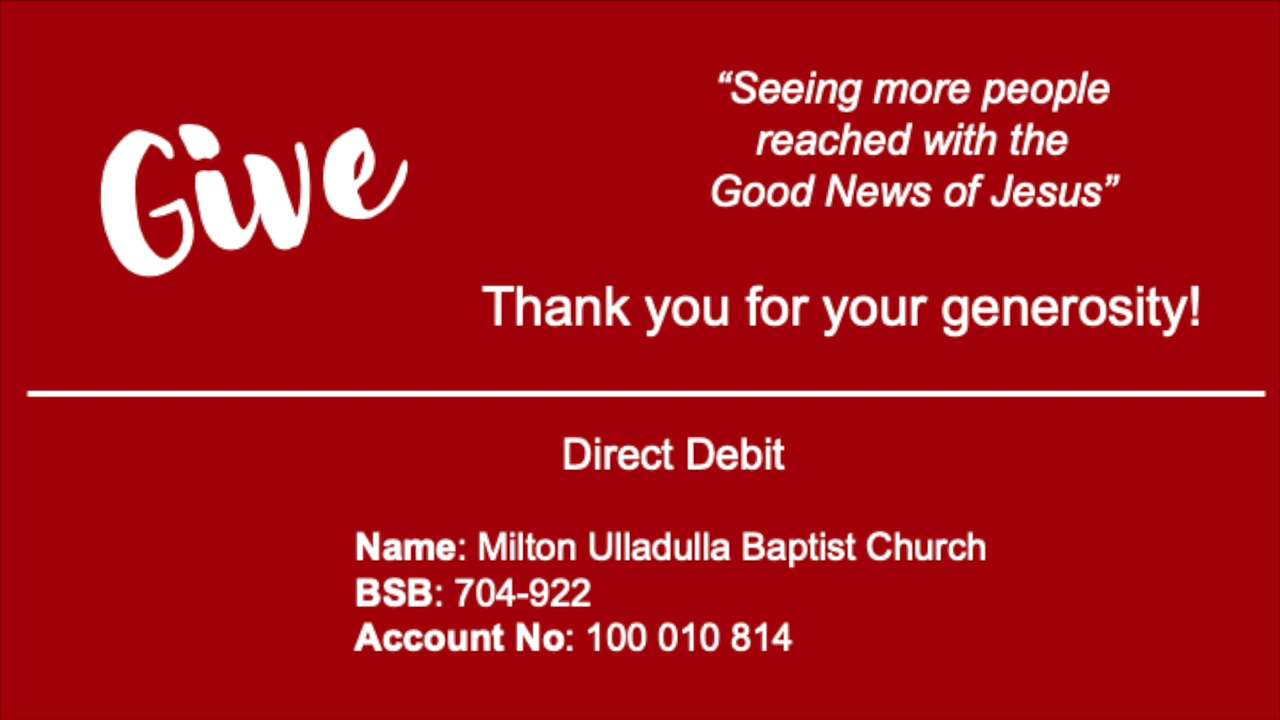 Give
“Seeing more people
reached with the
Good News of Jesus”
Thank you for your generosity!
Direct Debit
Name: Milton Ulladulla Baptist Church
BSB: 704-922
Account No: 100 010 814